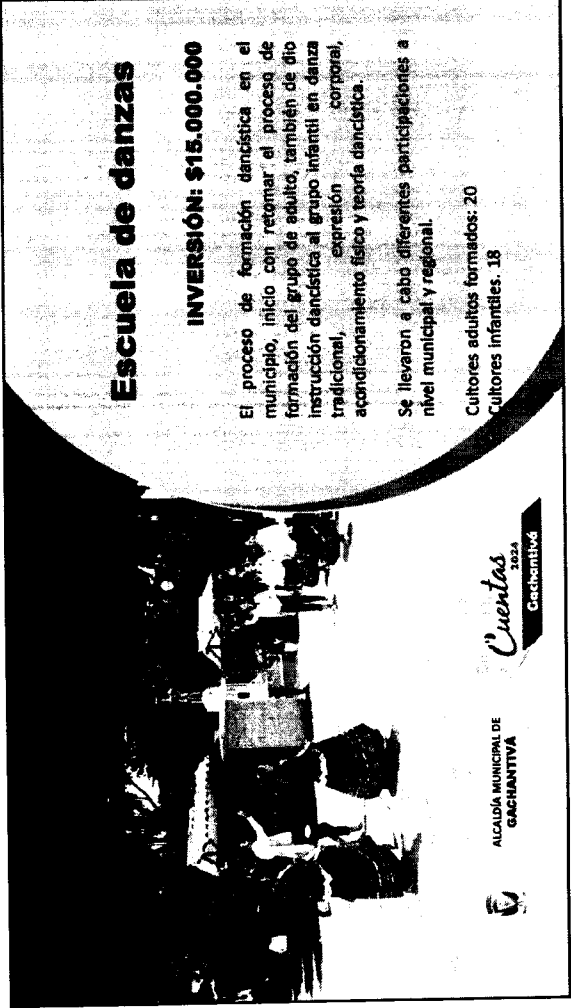 Escuela de danzas
INVERSIÓN: $15.000.000
El proceso de formación dancística en el
municipio, inicio con retomar el proceso de
formación del grupo de adulto, también de dio
instrucción dancística al grupo infantil en danza
tradicional, expresión corporal,
acondicionamiento físico y teoría dancística.
Se llevaron a cabo diferentes participaciones a
nivel municipal y regional.
Cultores adultos formados: 20
Cultores infantiles. 18
ALCALDÍA MUNICIPAL DE
GACHANTIVÁ
Cuentas
2024
Gachantivá